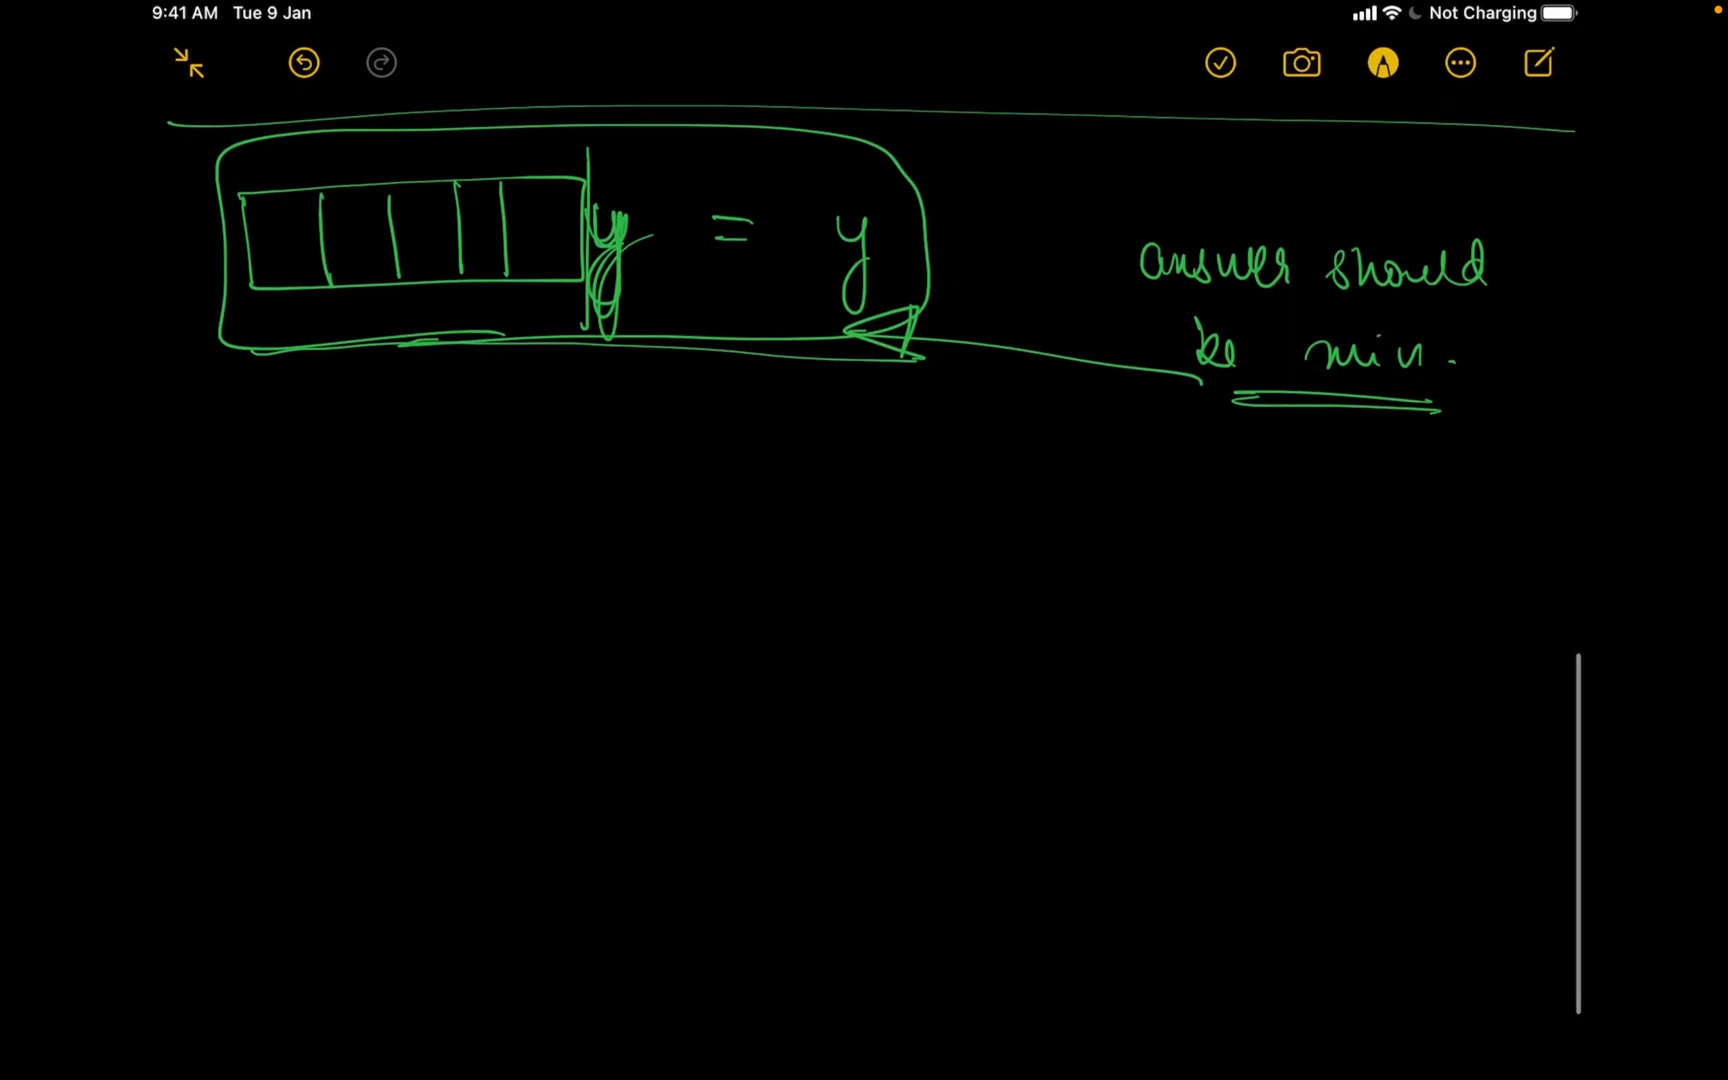 9:41 AM Tue 9 Jan Not Charging
= y
answer should
be min.